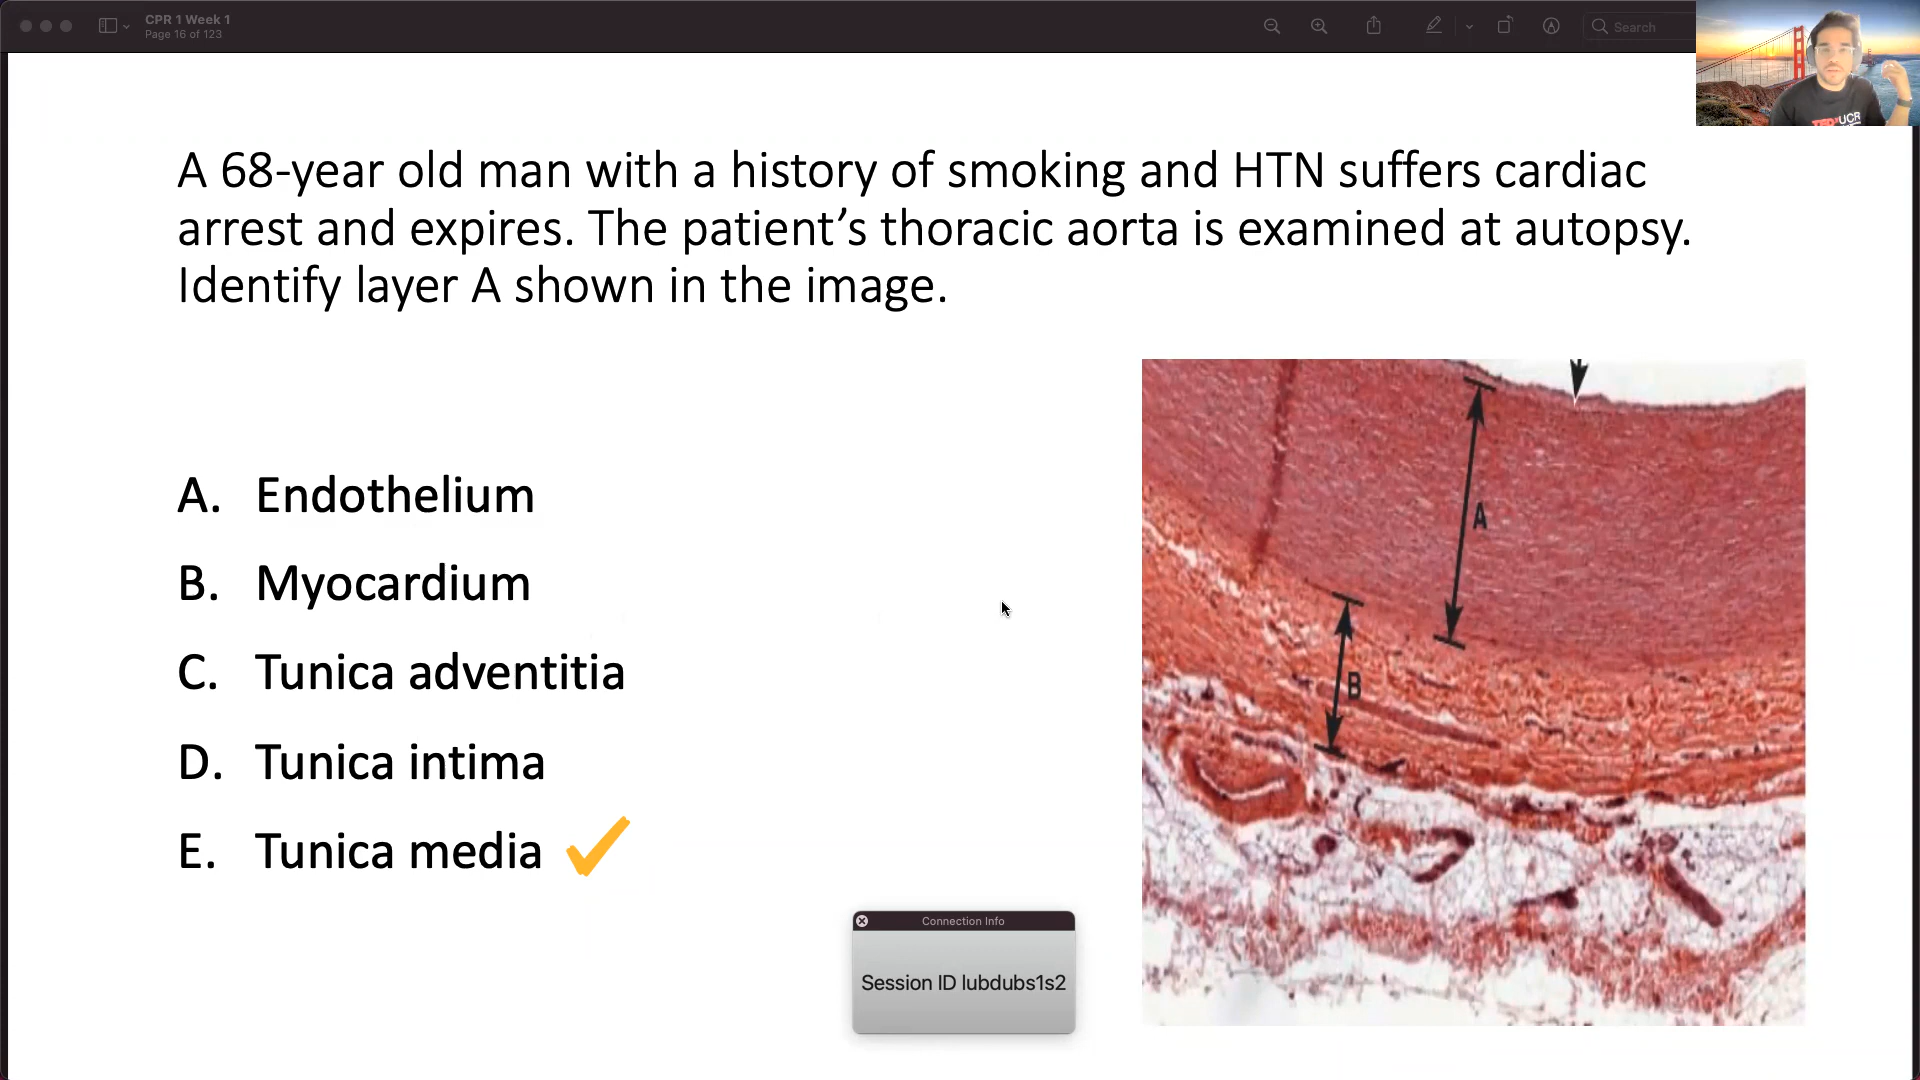 CPR 1 Week 1
Page 16 of 123
Search
UCR
A 68-year old man with a history of smoking and HTN suffers cardiac
arrest and expires. The patient’s thoracic aorta is examined at autopsy.
Identify layer A shown in the image.
A. Endothelium
B. Myocardium
C. Tunica adventitia
D. Tunica intima
E. Tunica media
A
B
Connection Info
Session ID lubdubs1s2